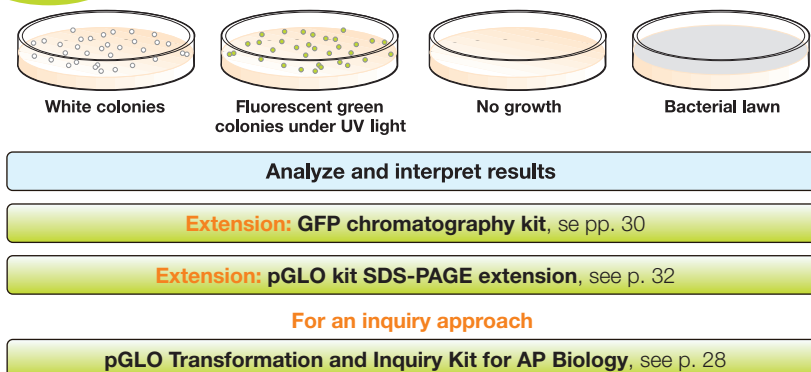 White colonies
Fluorescent green
colonies under UV light
No growth
Bacterial lawn
Analyze and interpret results
Extension: GFP chromatography kit, se pp. 30
Extension: pGLO kit SDS-PAGE extension, see p. 32
For an inquiry approach
pGLO Transformation and Inquiry Kit for AP Biology, see p. 28